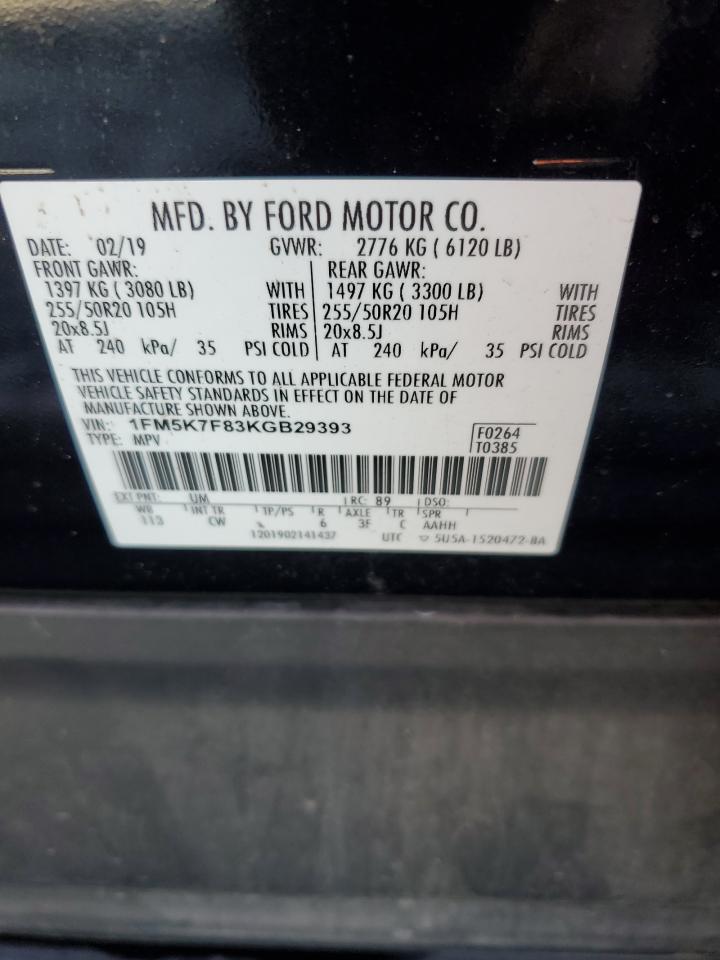 MFD. BY FORD MOTOR CO.
DATE: 02/19 GVWR: 2776 KG ( 6120 LB)
FRONT GAWR: REAR GAWR:
1397 KG ( 3080 LB) WITH 1497 KG ( 3300 LB) WITH
255/50R20 105H TIRES 255/50R20 105H TIRES
20x8.5J RIMS 20x8.5J RIMS
AT 240 kPa/ 35 PSI COLD AT 240 kPa/ 35 PSI COLD
THIS VEHICLE CONFORMS TO ALL APPLICABLE FEDERAL MOTOR
VEHICLE SAFETY STANDARDS IN EFFECT ON THE DATE OF
MANUFACTURE SHOWN ABOVE.
VIN: 1FM5K7F83KGB29393 F0264
TYPE: MPV T0385
EXT PNT: UM RC: 89 DSO:
WB INT TR TP/PS R AXLE TR SPR
113 CW 6 3F C AAHH
1201902141437 UTC ▽ 5U5A-1520472-BA